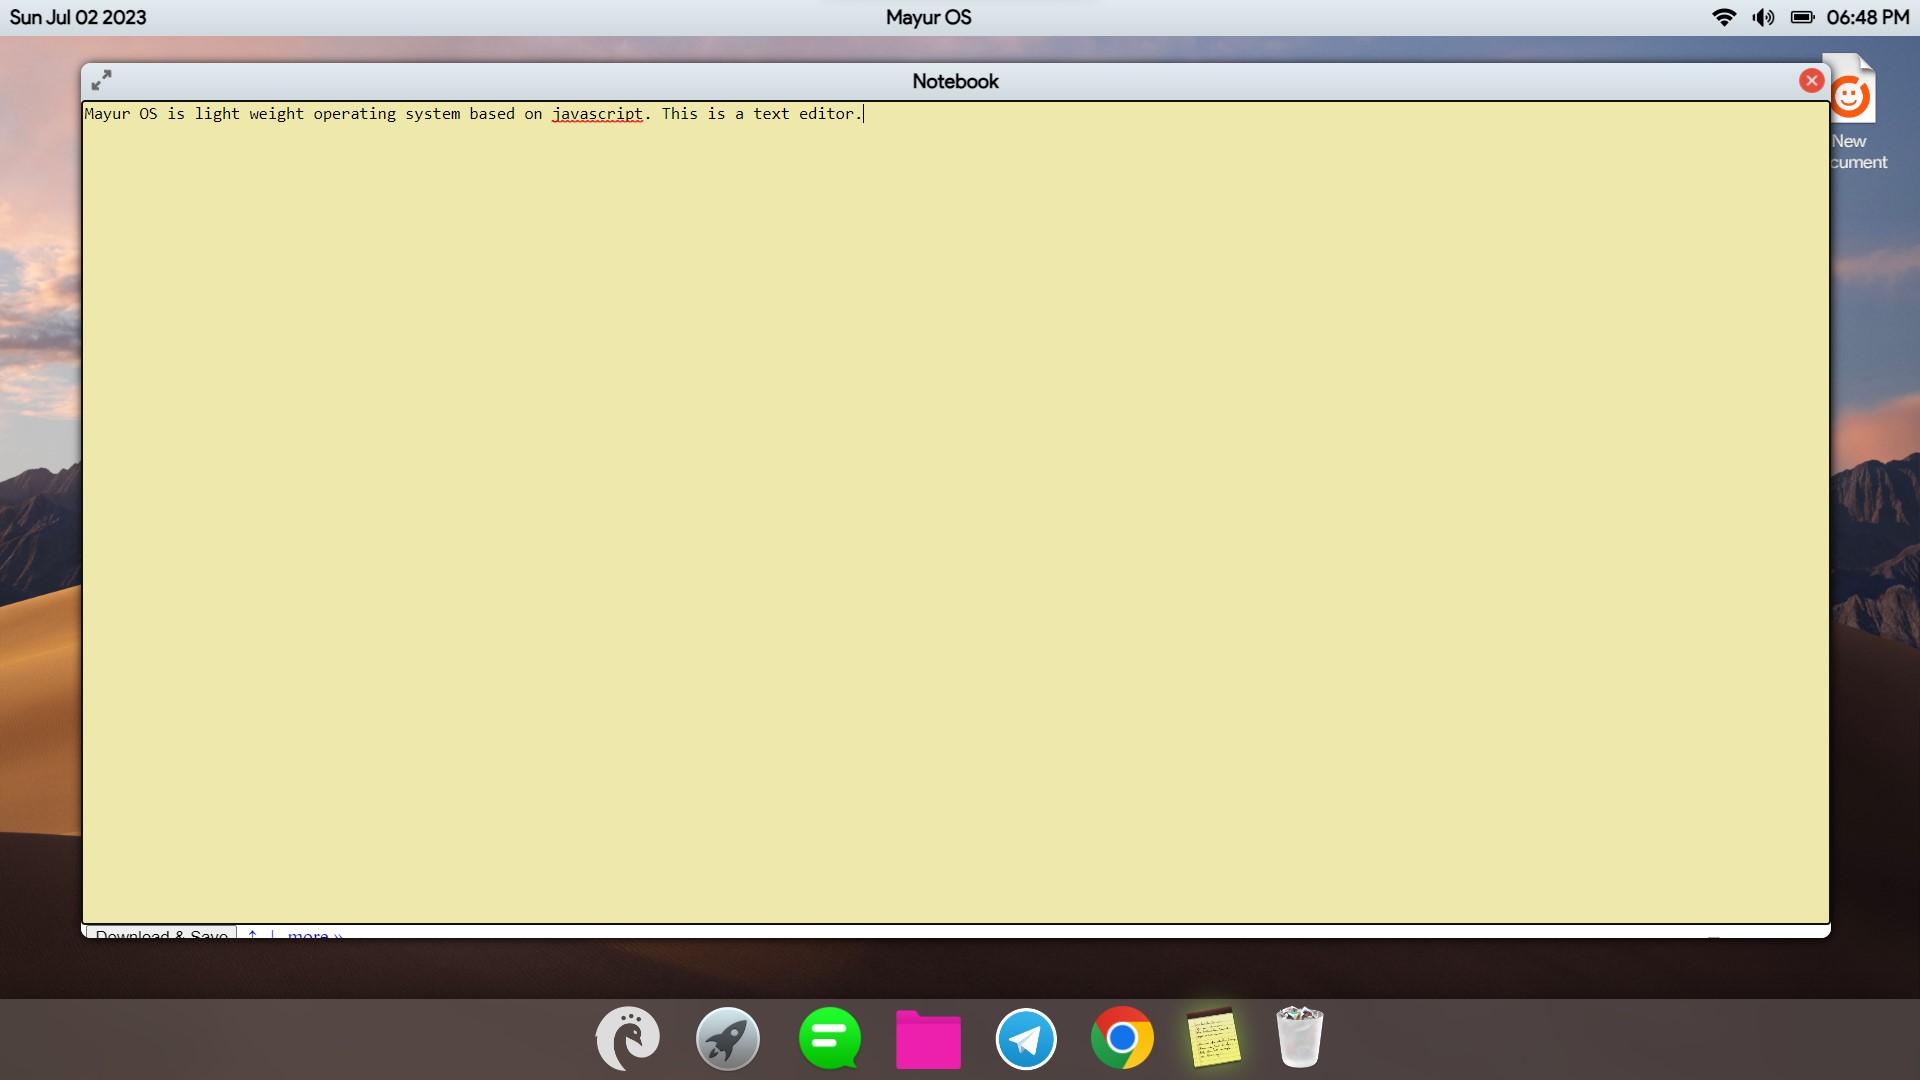 Sun Jul 02 2023
Mayur OS
06:48 PM
Notebook
Mayur OS is light weight operating system based on javascript. This is a text editor.
New
cument
Download & Save ↑ | more »